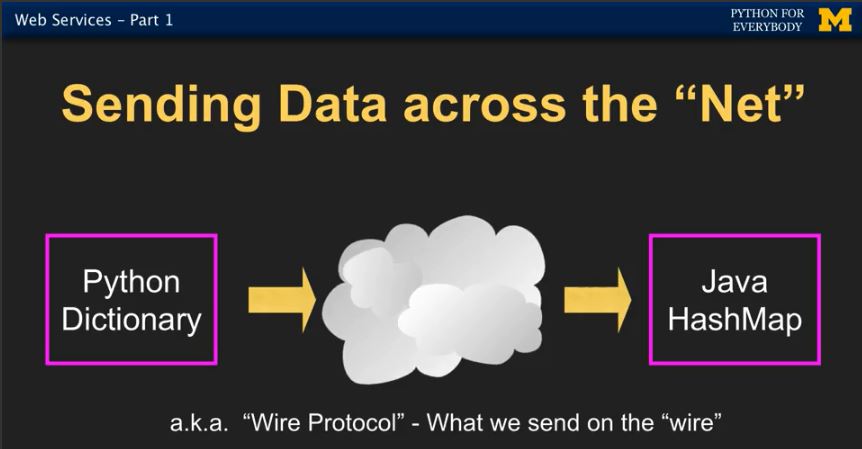 Web Services – Part 1
PYTHON FOR
EVERYBODY
Sending Data across the “Net”
Python
Dictionary
Java
HashMap
a.k.a. “Wire Protocol” - What we send on the “wire”